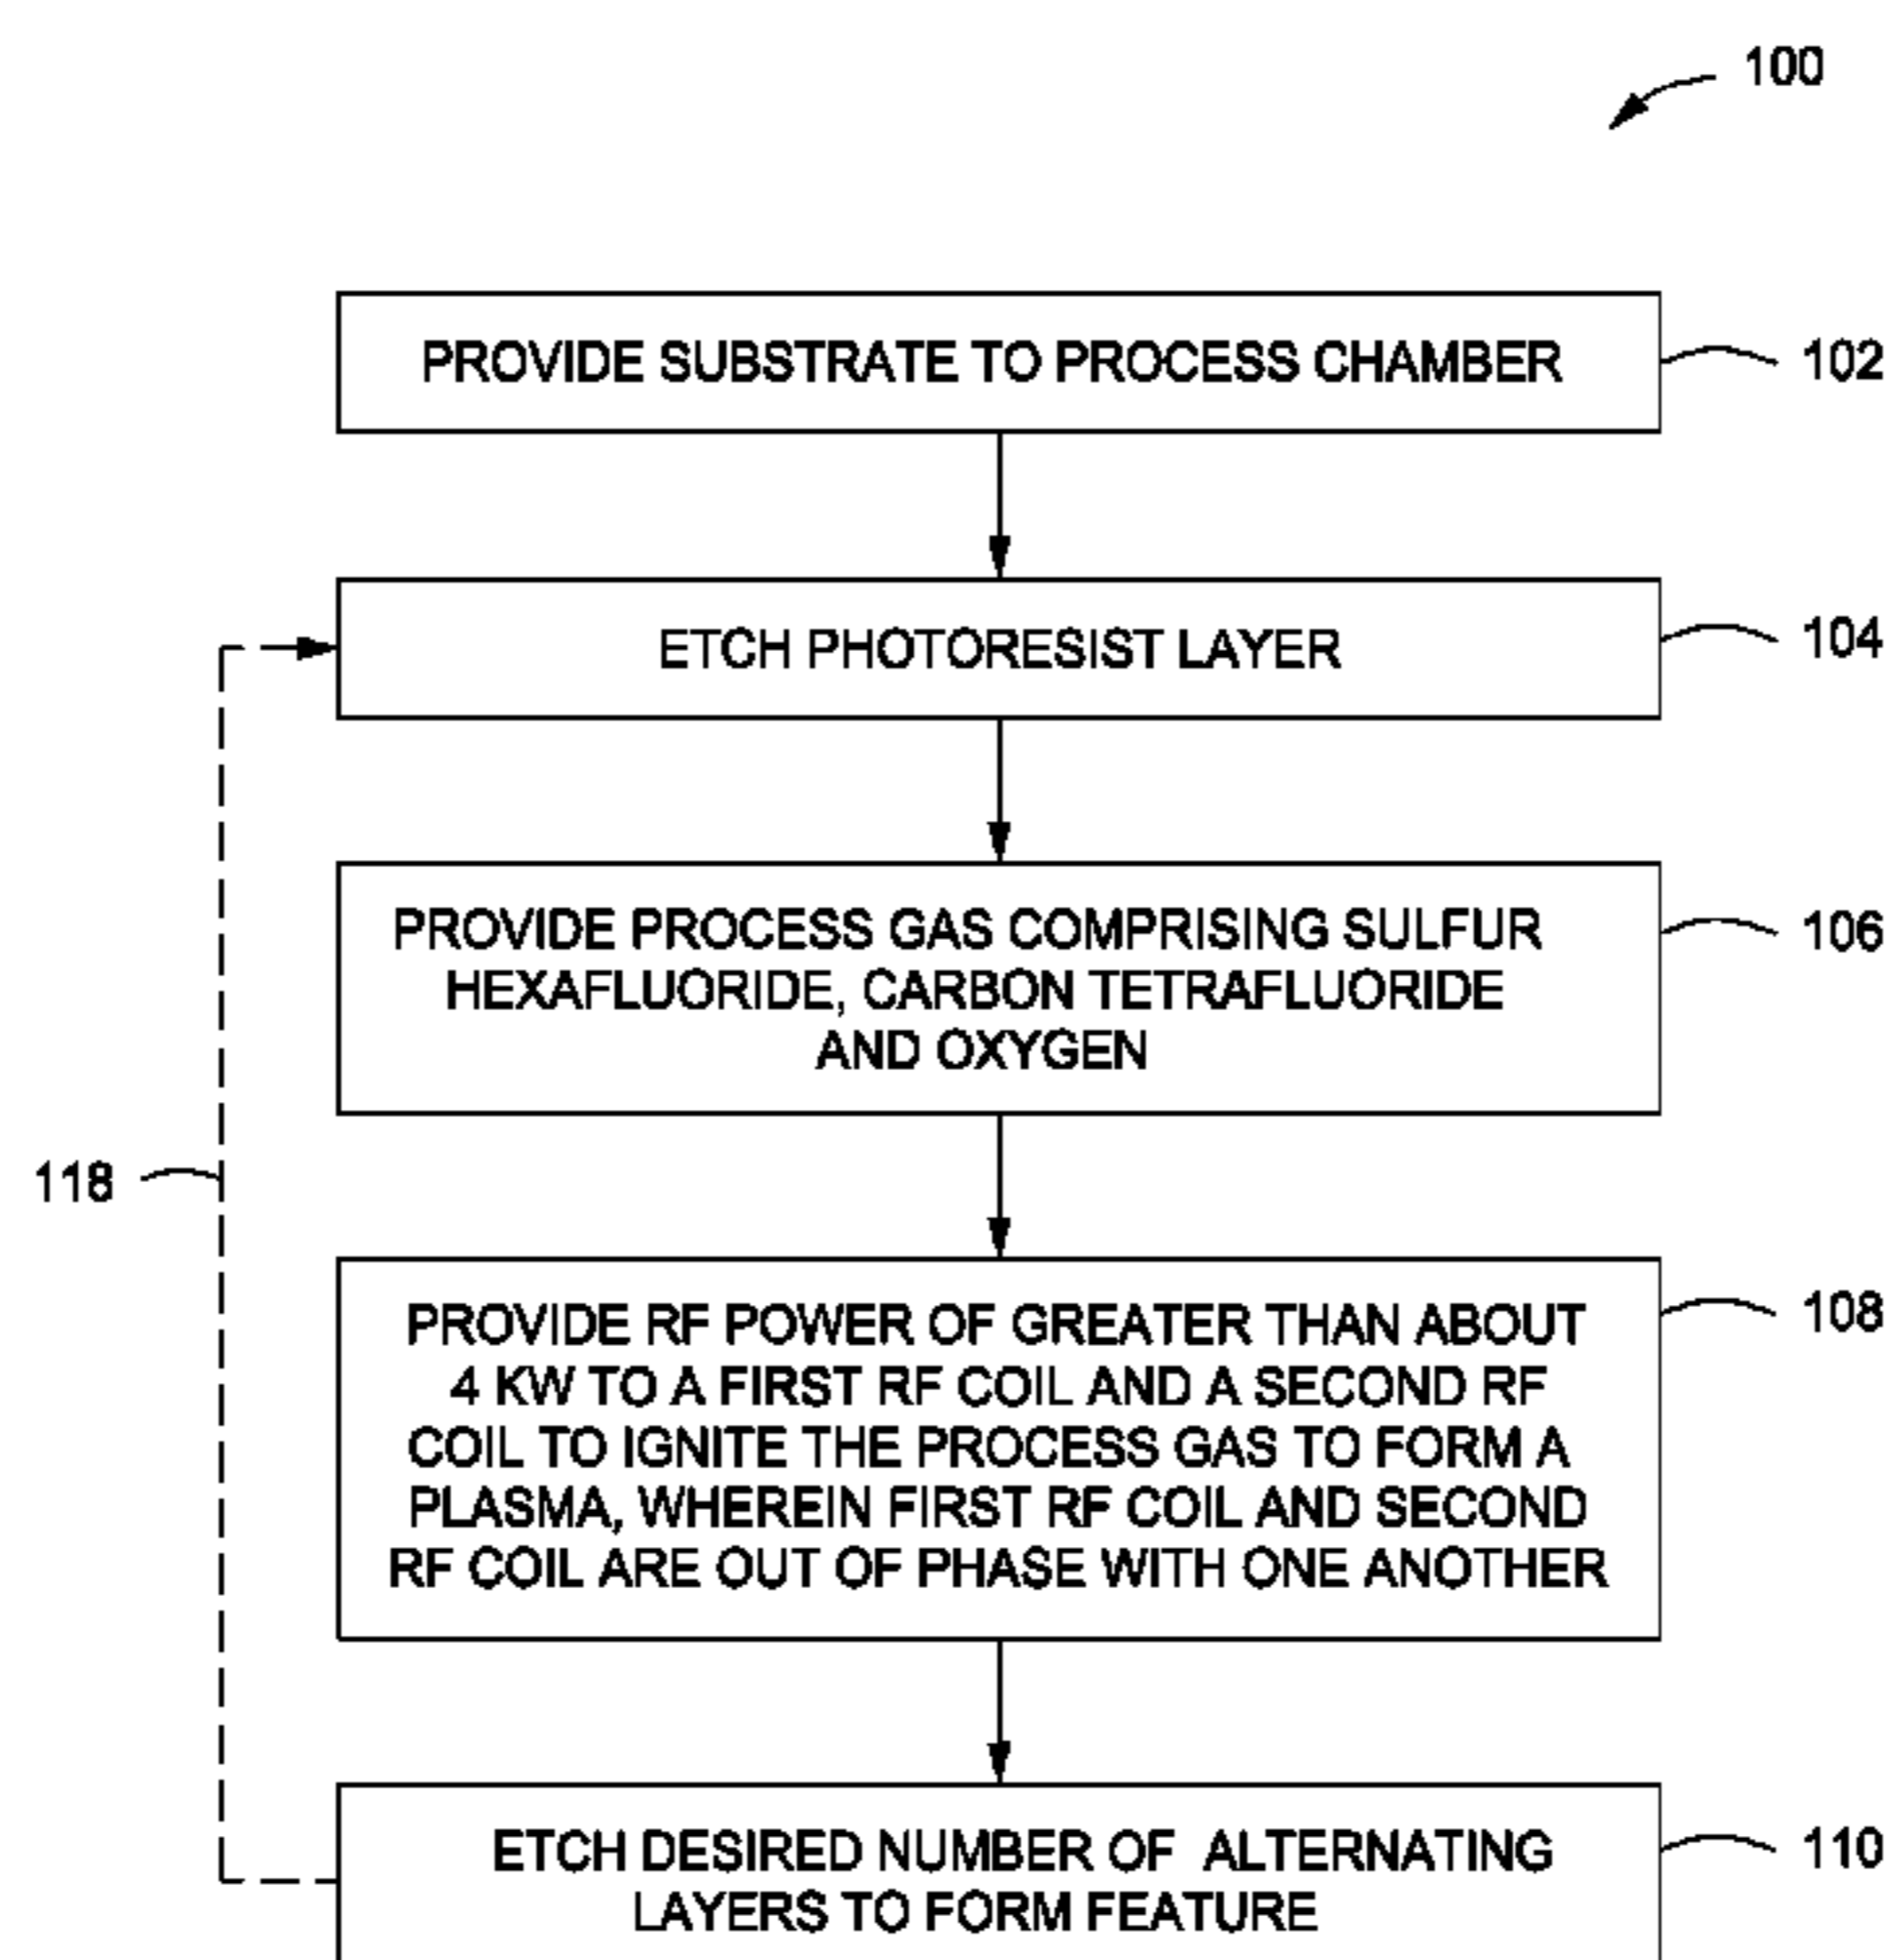 100
PROVIDE SUBSTRATE TO PROCESS CHAMBER
102
ETCH PHOTORESIST LAYER
104
PROVIDE PROCESS GAS COMPRISING SULFUR
HEXAFLUORIDE, CARBON TETRAFLUORIDE
AND OXYGEN
106
118
PROVIDE RF POWER OF GREATER THAN ABOUT
4 KW TO A FIRST RF COIL AND A SECOND RF
COIL TO IGNITE THE PROCESS GAS TO FORM A
PLASMA, WHEREIN FIRST RF COIL AND SECOND
RF COIL ARE OUT OF PHASE WITH ONE ANOTHER
108
ETCH DESIRED NUMBER OF ALTERNATING
LAYERS TO FORM FEATURE
110